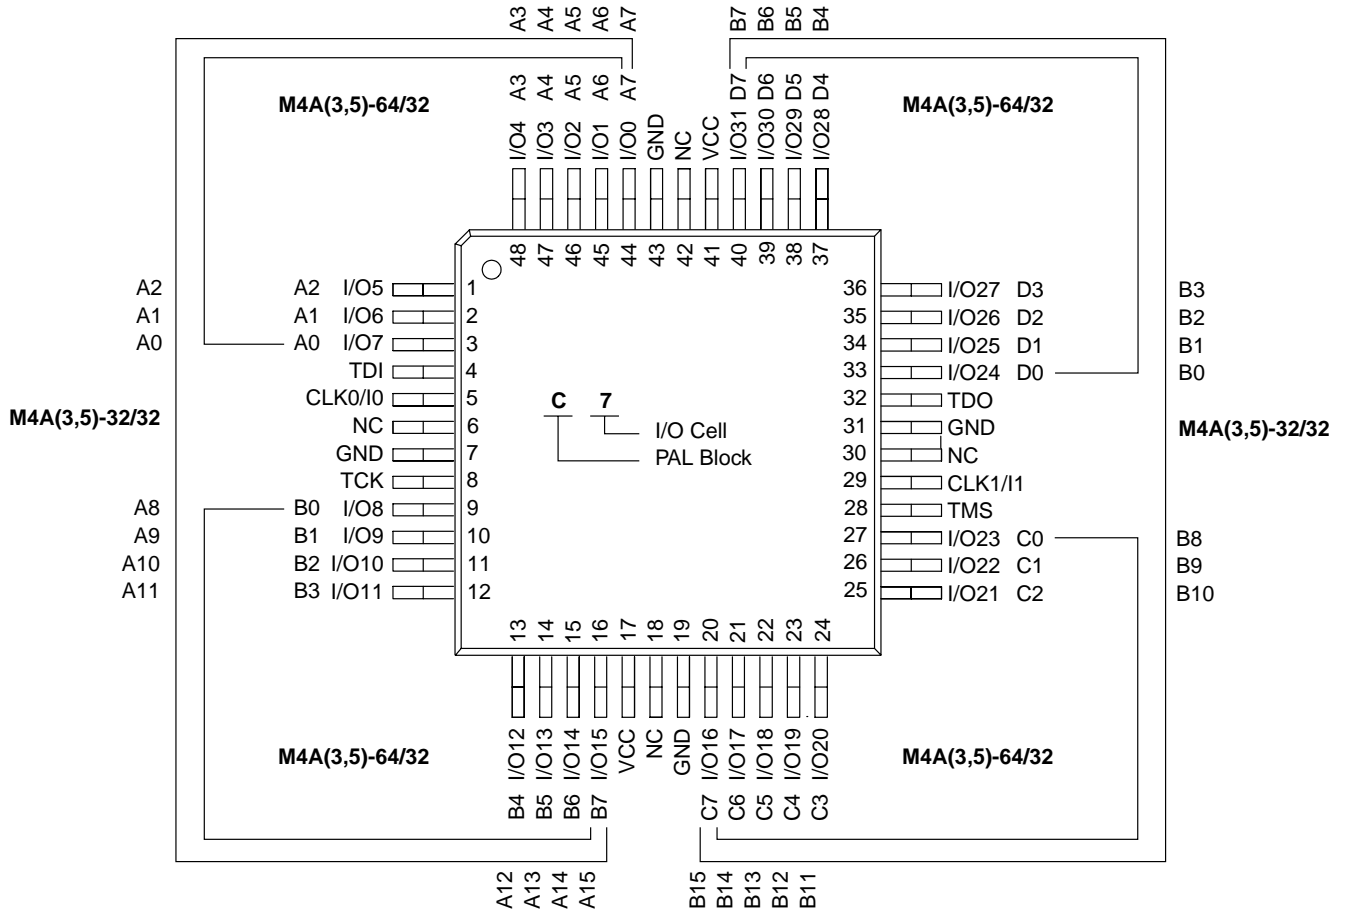 A3 A4 A5 A6 A7 B7 B6 B5 B4
M4A(3,5)-64/32 A3 A4 A5 A6 A7 D7 D6 D5 D4 M4A(3,5)-64/32
I/O4 I/O3 I/O2 I/O1 I/O0 GND NC VCC I/O31 I/O30 I/O29 I/O28
48 47 46 45 44 43 42 41 40 39 38 37
A2 A2 I/O5 1 36 I/O27 D3 B3
A1 A1 I/O6 2 35 I/O26 D2 B2
A0 A0 I/O7 3 34 I/O25 D1 B1
TDI 4 33 I/O24 D0 B0
CLK0/I0 5 C 7 32 TDO
M4A(3,5)-32/32 NC 6 I/O Cell 31 GND M4A(3,5)-32/32
GND 7 PAL Block 30 NC
TCK 8 29 CLK1/I1
A8 B0 I/O8 9 28 TMS
A9 B1 I/O9 10 27 I/O23 C0 B8
A10 B2 I/O10 11 26 I/O22 C1 B9
A11 B3 I/O11 12 25 I/O21 C2 B10
13 14 15 16 17 18 19 20 21 22 23 24
M4A(3,5)-64/32 I/O12 I/O13 I/O14 I/O15 VCC NC GND I/O16 I/O17 I/O18 I/O19 I/O20 M4A(3,5)-64/32
B4 B5 B6 B7 C7 C6 C5 C4 C3
A12 A13 A14 A15 B15 B14 B13 B12 B11